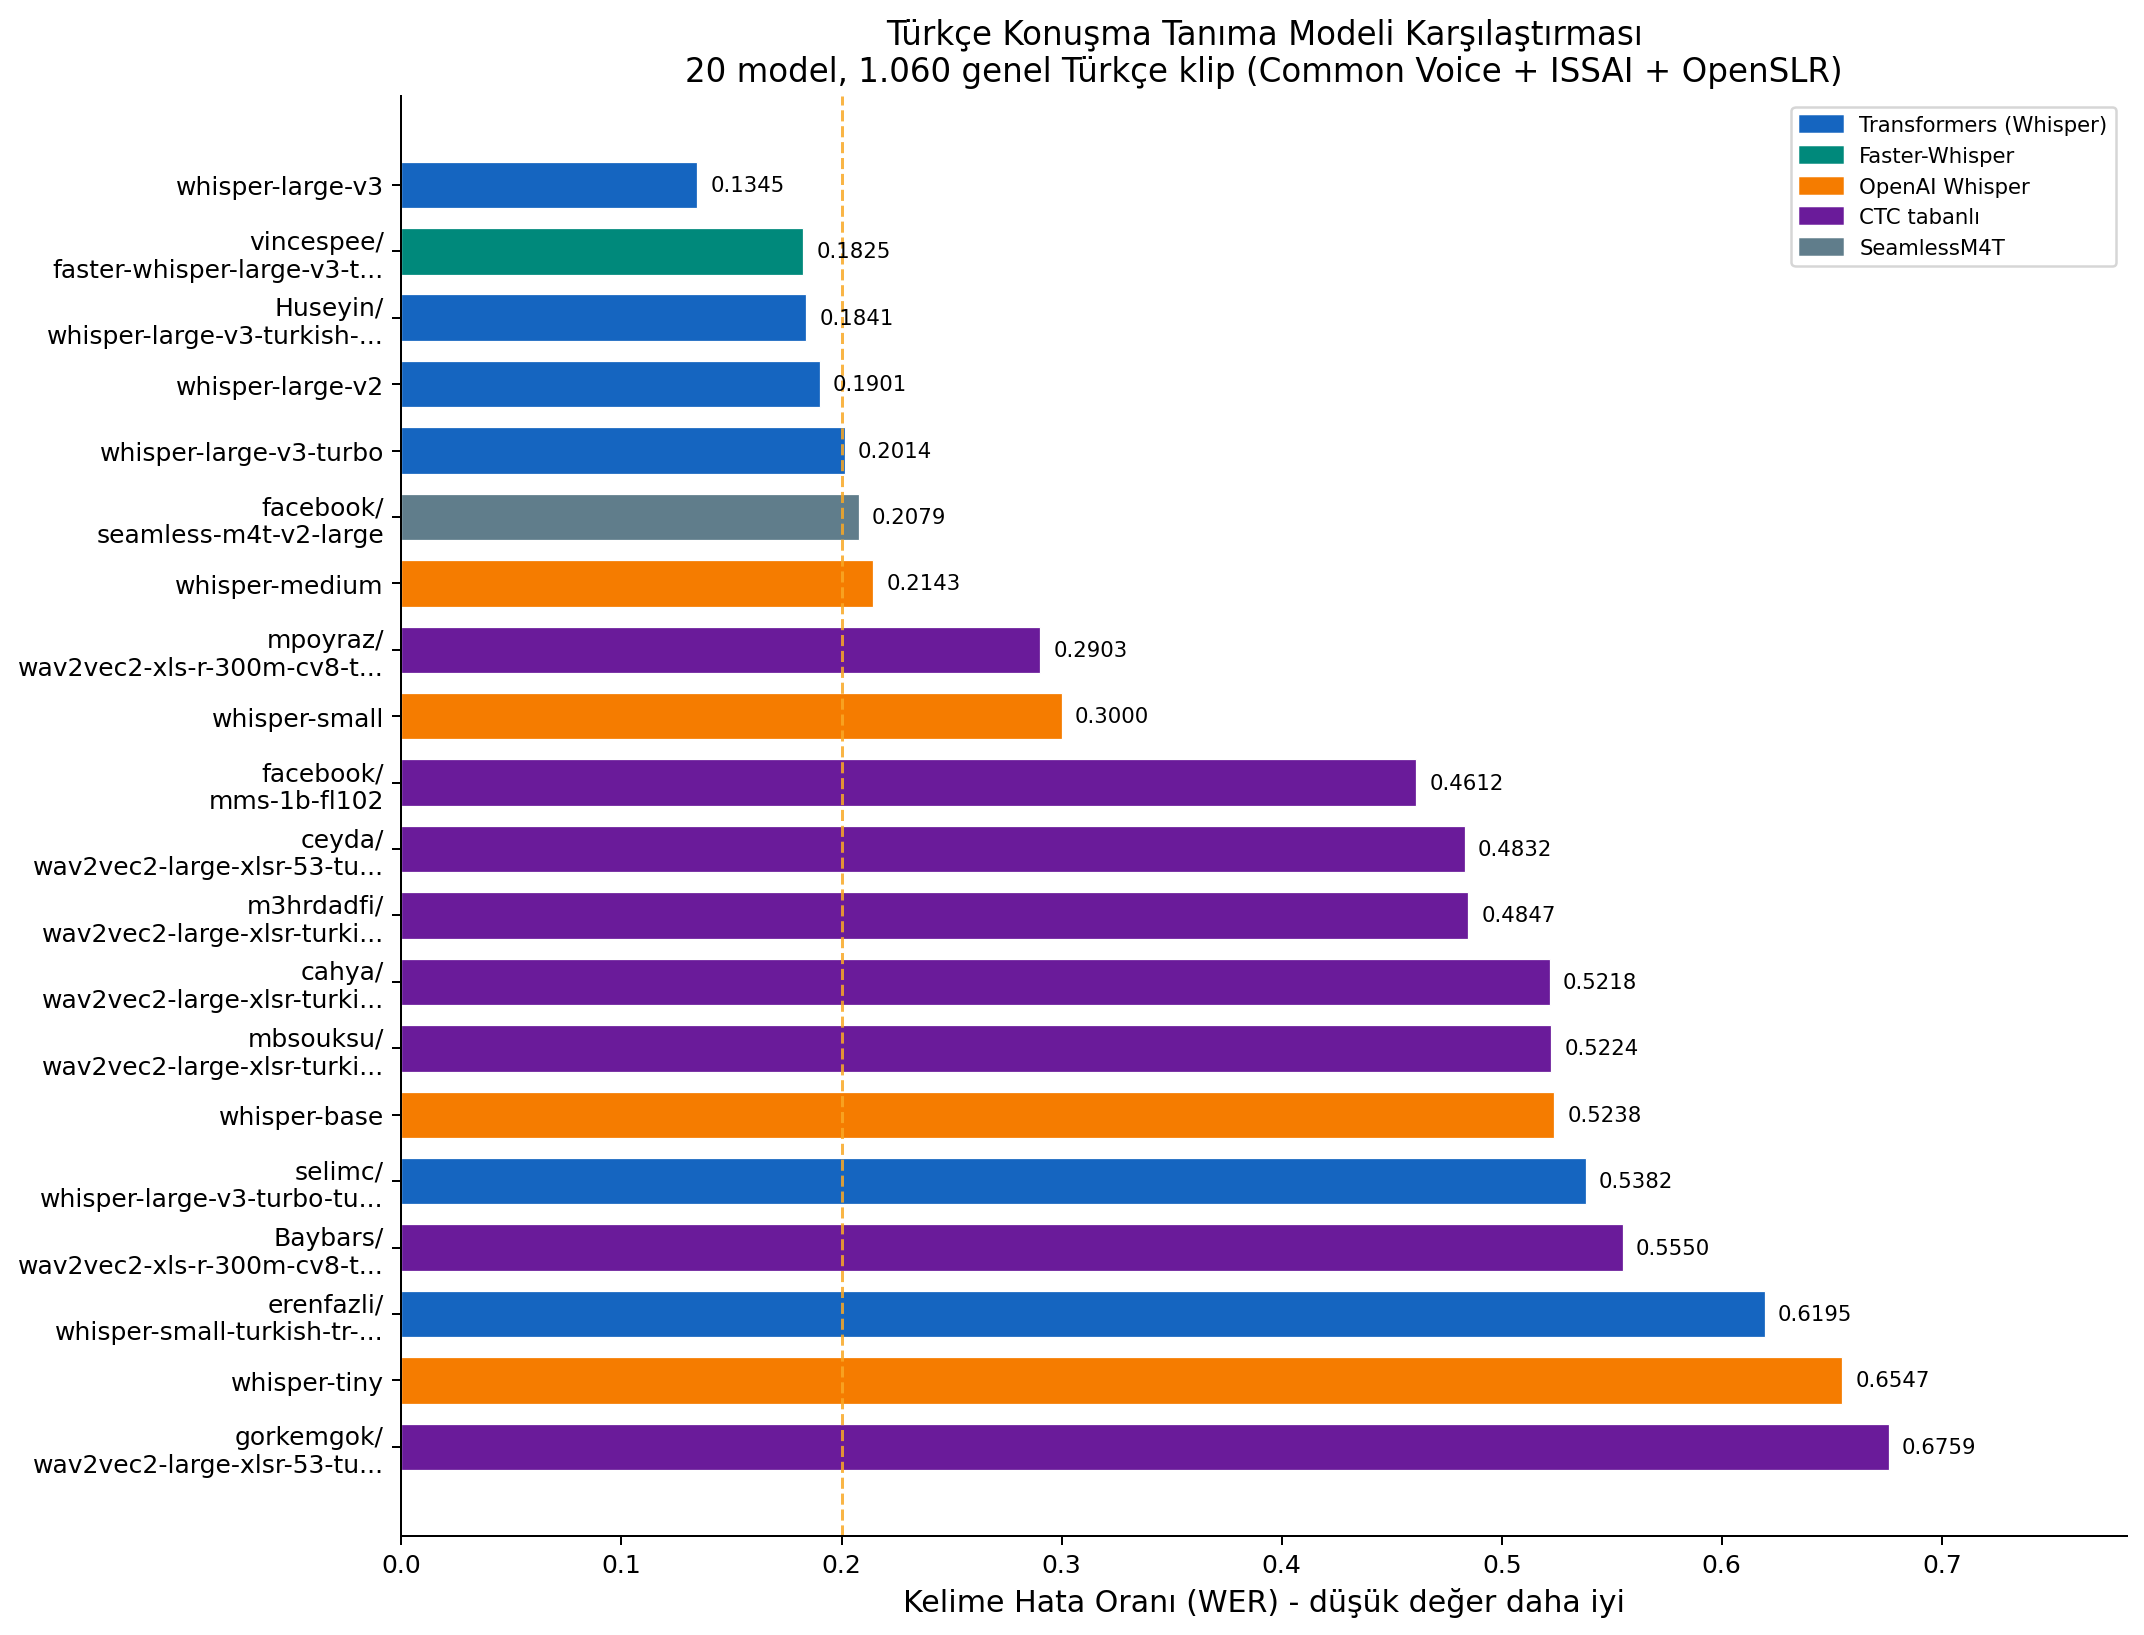 Türkçe Konuşma Tanıma Modeli Karşılaştırması
20 model, 1.060 genel Türkçe klip (Common Voice + ISSAI + OpenSLR)
Transformers (Whisper)
Faster-Whisper
OpenAI Whisper
CTC tabanlı
SeamlessM4T
whisper-large-v3
0.1345
vincespee/
faster-whisper-large-v3-t...
0.1825
Huseyin/
whisper-large-v3-turkish-...
0.1841
whisper-large-v2
0.1901
whisper-large-v3-turbo
0.2014
facebook/
seamless-m4t-v2-large
0.2079
whisper-medium
0.2143
mpoyraz/
wav2vec2-xls-r-300m-cv8-t...
0.2903
whisper-small
0.3000
facebook/
mms-1b-fl102
0.4612
ceyda/
wav2vec2-large-xlsr-53-tu...
0.4832
m3hrdadfi/
wav2vec2-large-xlsr-turki...
0.4847
cahya/
wav2vec2-large-xlsr-turki...
0.5218
mbsouksu/
wav2vec2-large-xlsr-turki...
0.5224
whisper-base
0.5238
selimc/
whisper-large-v3-turbo-tu...
0.5382
Baybars/
wav2vec2-xls-r-300m-cv8-t...
0.5550
erenfazli/
whisper-small-turkish-tr-...
0.6195
whisper-tiny
0.6547
gorkemgok/
wav2vec2-large-xlsr-53-tu...
0.6759
0.0 0.1 0.2 0.3 0.4 0.5 0.6 0.7
Kelime Hata Oranı (WER) - düşük değer daha iyi